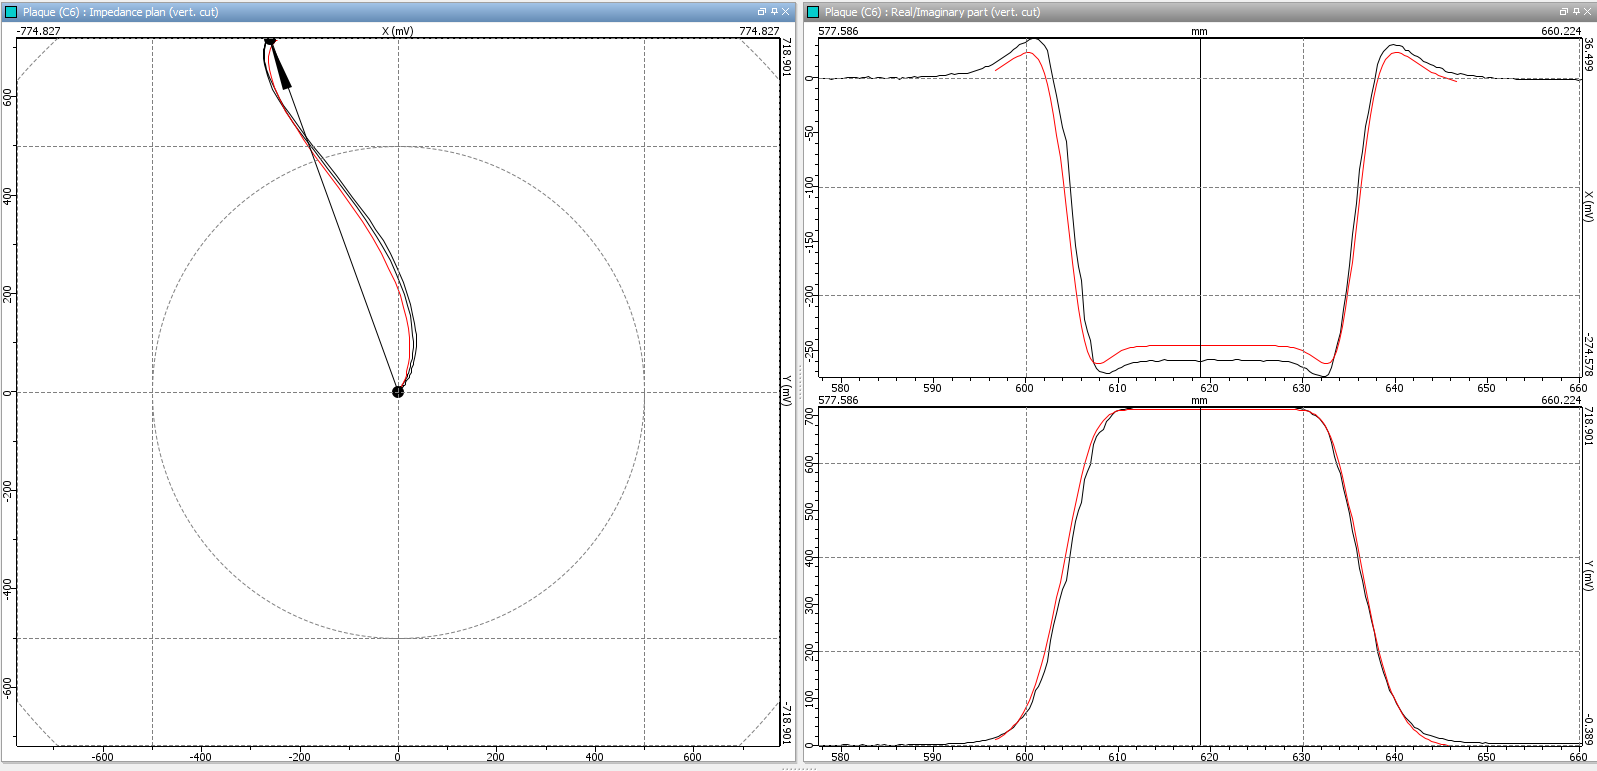 Plaque (C6) : Impedance plan (vert. cut)
-774.827 X (mV) 774.827
718.901
600
400
200
0
-200
-400
-600
Y (mV)
-718.901
-600 -400 -200 0 200 400 600
Plaque (C6) : Real/Imaginary part (vert. cut)
577.586 mm 660.224
36.499
0
-50
-100
-150
-200
-250
X (mV)
-274.578
580 590 600 610 620 630 640 650 660
577.586 mm 660.224
718.901
700
600
500
400
300
200
100
0
Y (mV)
-0.389
580 590 600 610 620 630 640 650 660